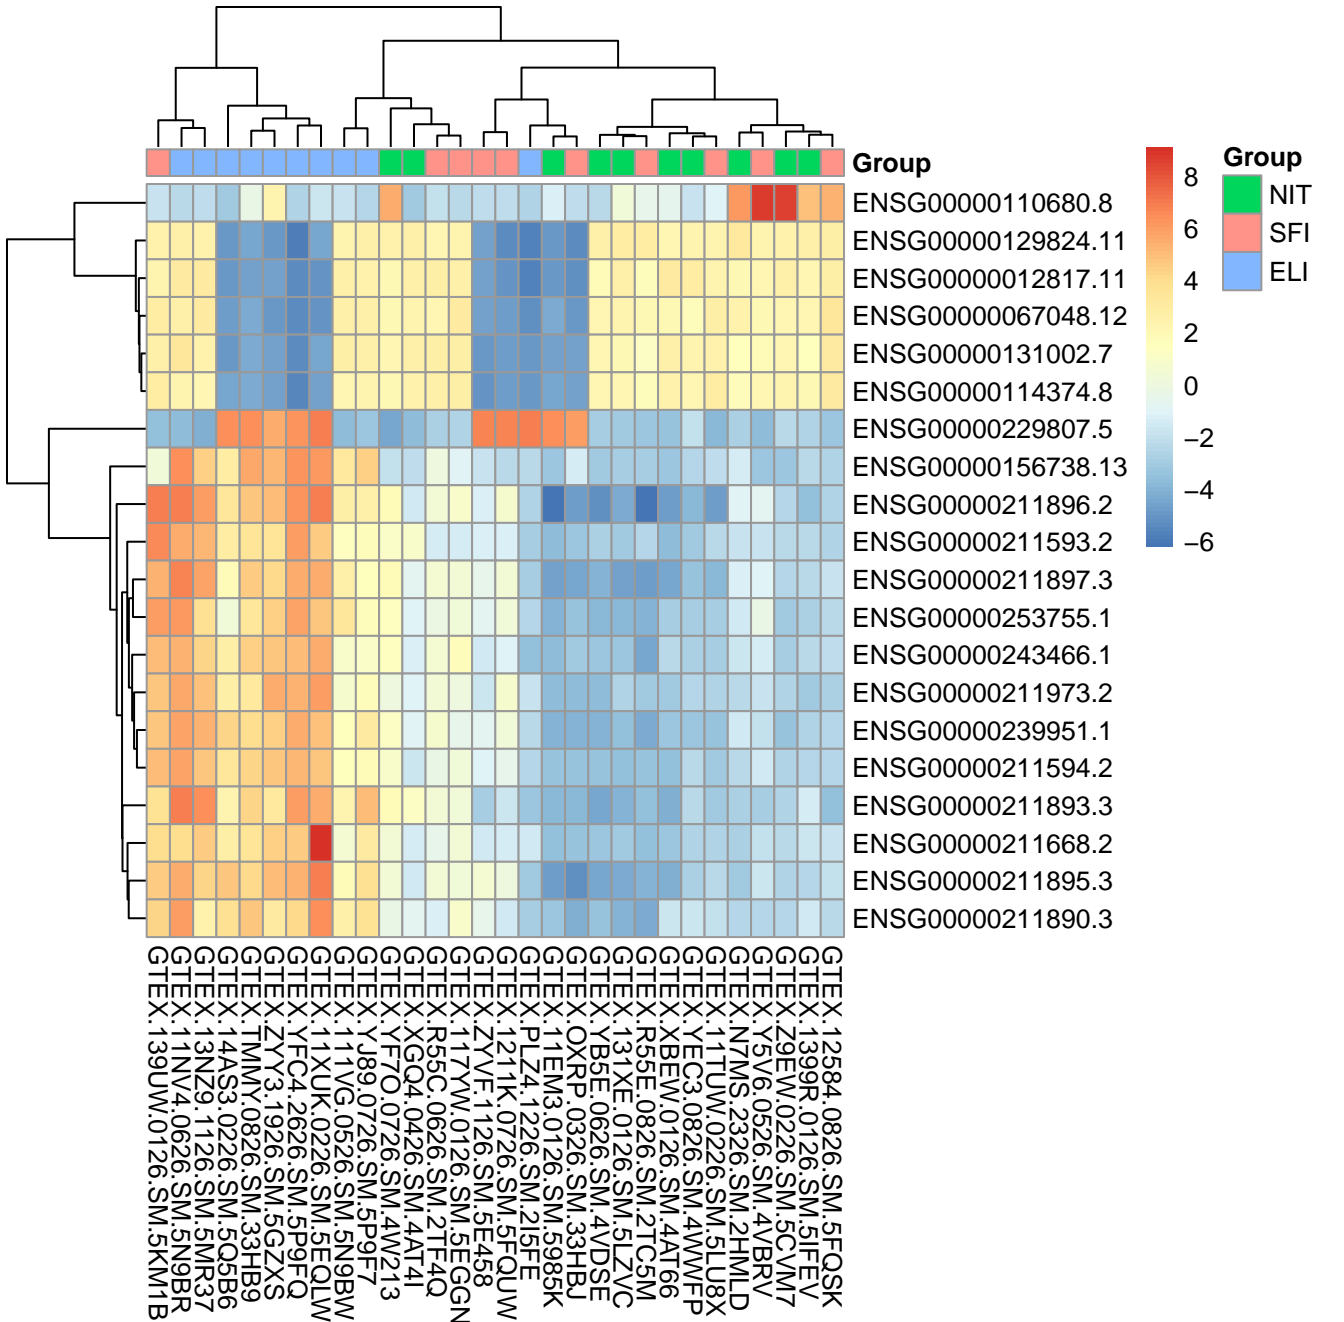 Group
ENSG00000110680.8
ENSG00000129824.11
ENSG00000012817.11
ENSG00000067048.12
ENSG00000131002.7
ENSG00000114374.8
ENSG00000229807.5
ENSG00000156738.13
ENSG00000211896.2
ENSG00000211593.2
ENSG00000211897.3
ENSG00000253755.1
ENSG00000243466.1
ENSG00000211973.2
ENSG00000239951.1
ENSG00000211594.2
ENSG00000211893.3
ENSG00000211668.2
ENSG00000211895.3
ENSG00000211890.3
8
6
4
2
0
−2
−4
−6
Group
NIT
SFI
ELI
GTEX.139UW.0126.SM.5KM1B
GTEX.11NV4.0626.SM.5N9BR
GTEX.13NZ9.1126.SM.5MR37
GTEX.14AS3.0226.SM.5Q5B6
GTEX.TMMY.0826.SM.33HB9
GTEX.ZYY3.1926.SM.5GZXS
GTEX.YFC4.2626.SM.5P9FQ
GTEX.11XUK.0226.SM.5EQLW
GTEX.111VG.0526.SM.5N9BW
GTEX.YJ89.0726.SM.5P9F7
GTEX.YF7O.0726.SM.4W213
GTEX.XGQ4.0426.SM.4AT4I
GTEX.R55C.0626.SM.2TF4Q
GTEX.117YW.0126.SM.5EGGN
GTEX.ZYVF.1126.SM.5E458
GTEX.1211K.0726.SM.5FQUW
GTEX.PLZ4.1226.SM.2I5FE
GTEX.11EM3.0126.SM.5985K
GTEX.OXRP.0326.SM.33HBJ
GTEX.YB5E.0626.SM.4VDSE
GTEX.131XE.0126.SM.5LZVC
GTEX.R55E.0826.SM.2TC5M
GTEX.XBEW.0126.SM.4AT66
GTEX.YEC3.0826.SM.4WWFP
GTEX.11TUW.0226.SM.5LU8X
GTEX.N7MS.2326.SM.2HMLD
GTEX.Y5V6.0526.SM.4VBRV
GTEX.Z9EW.0226.SM.5CVM7
GTEX.1399R.0126.SM.5IFEV
GTEX.12584.0826.SM.5FQSK